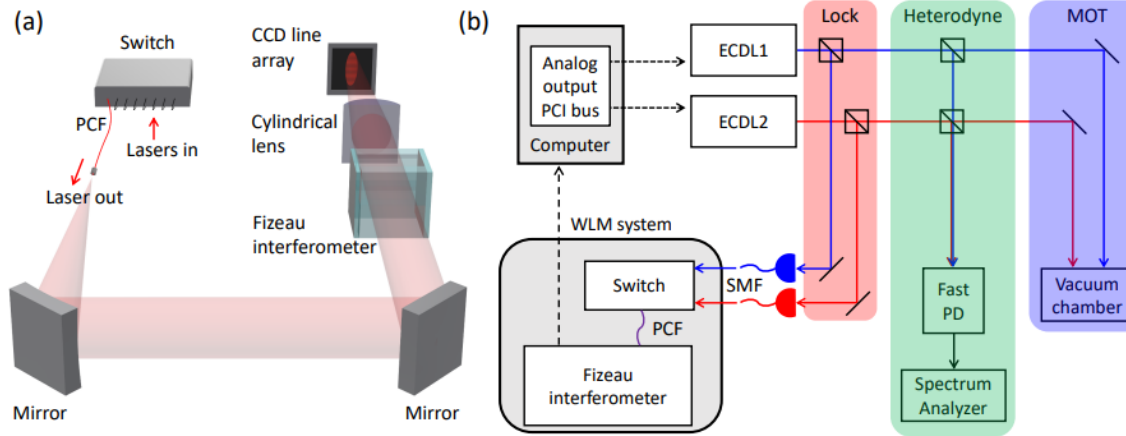 (a)
Switch
PCF
Lasers in
Laser out
Mirror
CCD line
array
Cylindrical
lens
Fizeau
interferometer
Mirror
(b)
Analog
output
PCI bus
Computer
ECDL1
ECDL2
Lock
Heterodyne
MOT
WLM system
Switch
SMF
PCF
Fizeau
interferometer
Fast
PD
Spectrum
Analyzer
Vacuum
chamber